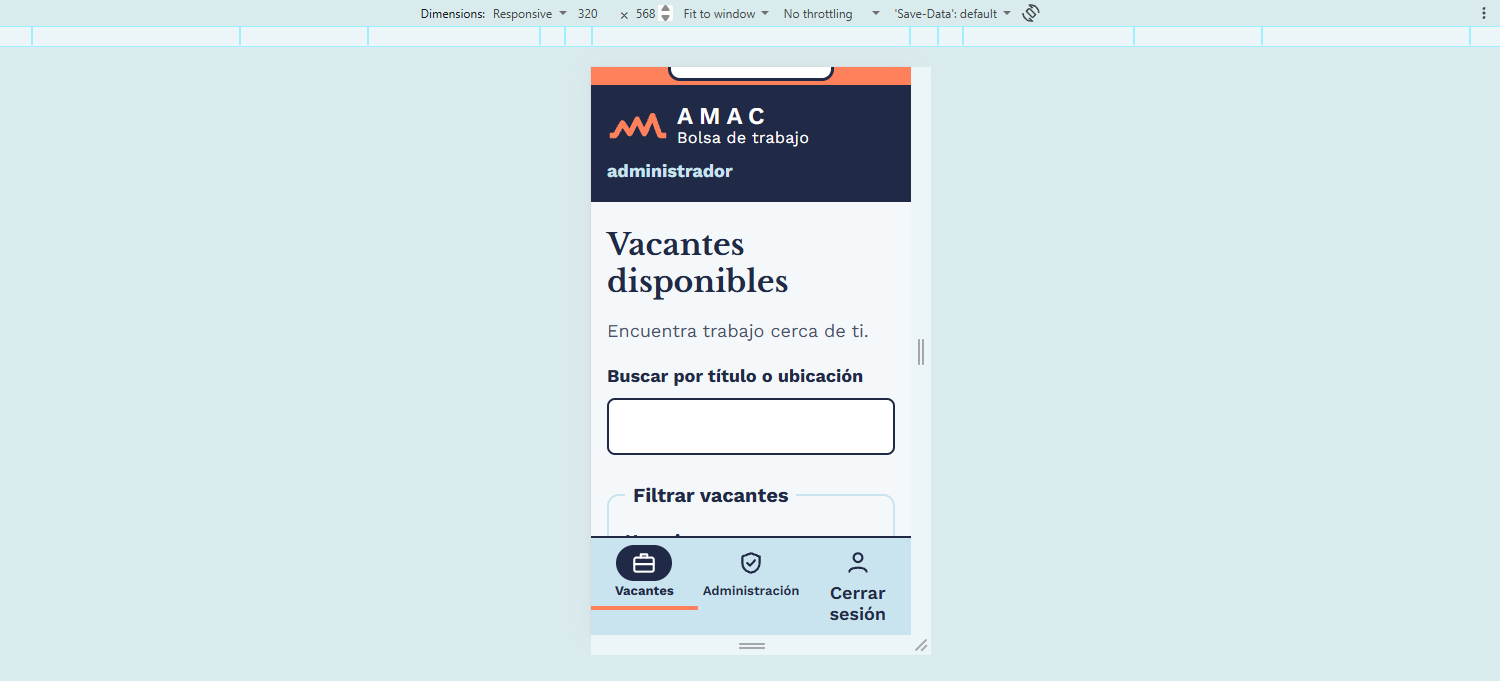 Dimensions: Responsive 320 x 568 Fit to window No throttling 'Save-Data': default
AMAC
Bolsa de trabajo
administrador
Vacantes
disponibles
Encuentra trabajo cerca de ti.
Buscar por título o ubicación
Filtrar vacantes
Vacantes Administración Cerrar
sesión